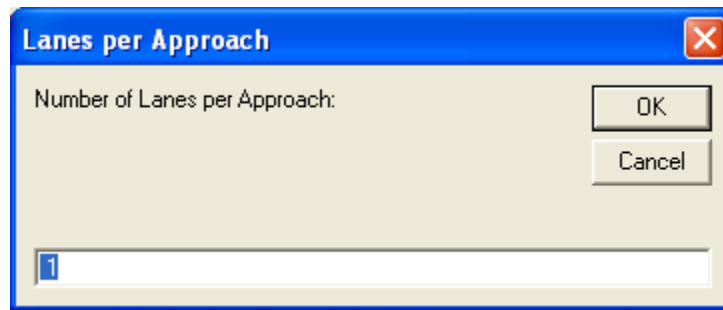 Lanes per Approach
Number of Lanes per Approach:
OK
Cancel
1